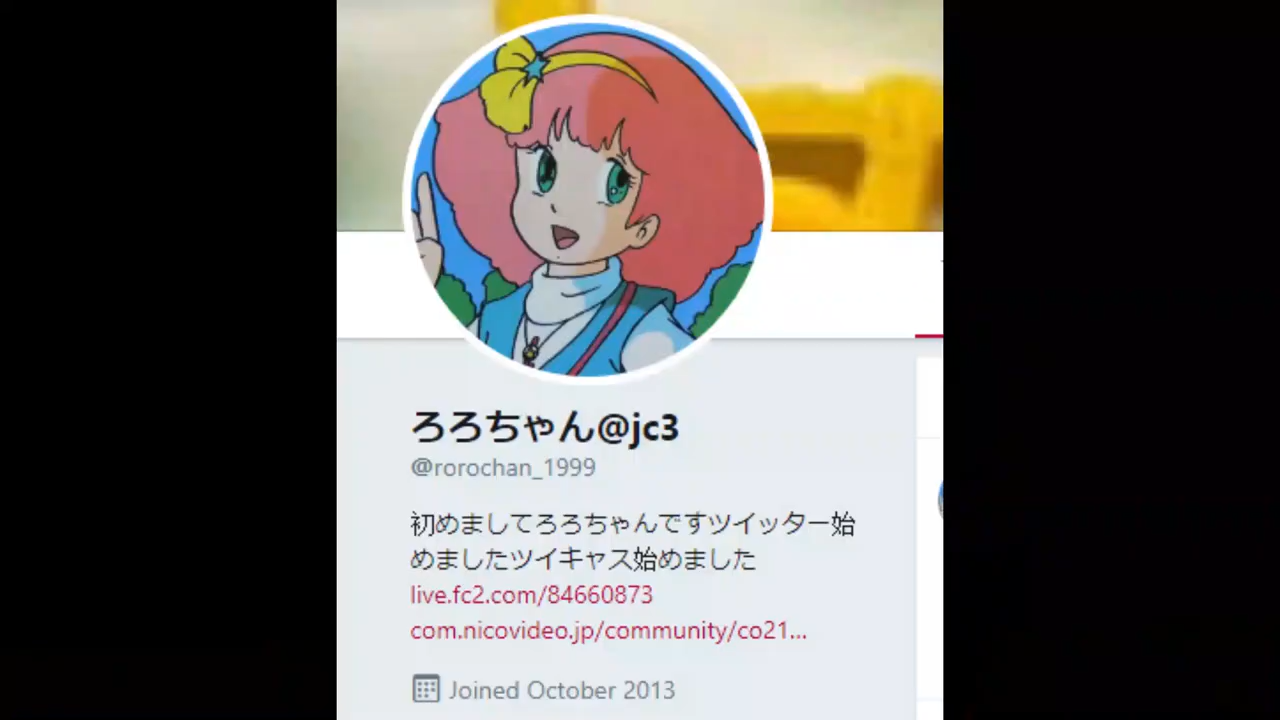 ろろちゃん@jc3
@rorochan_1999
初めましてろろちゃんですツイッター始
めましたツイキャス始めました
live.fc2.com/84660873
com.nicovideo.jp/community/co21...
Joined October 2013